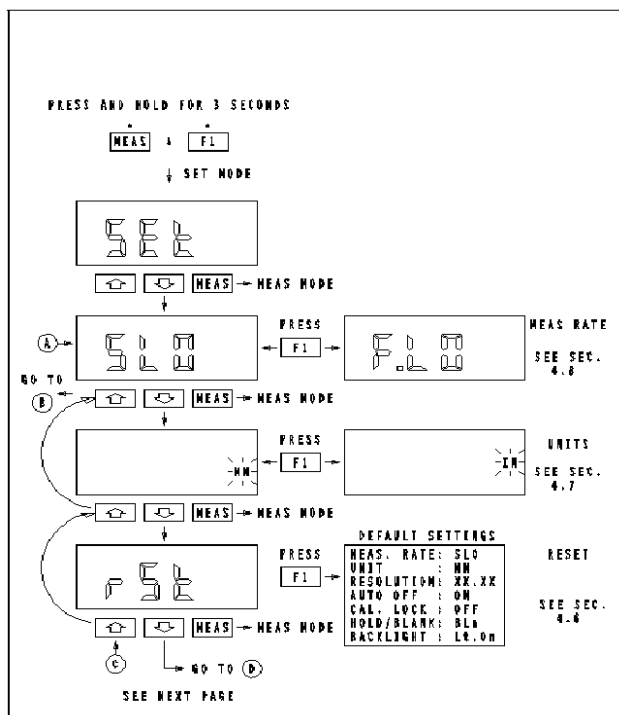 PRESS AND HOLD FOR 3 SECONDS
MEAS F1
SET MODE
SEt
MEAS MEAS MODE
A SLO PRESS F1 F.LO MEAS RATE
SEE SEC. 4.8
GO TO B
MEAS MEAS MODE
MM PRESS F1 IN UNITS
SEE SEC. 4.7
MEAS MEAS MODE
rSt PRESS F1 RESET
SEE SEC. 4.6
DEFAULT SETTINGS
MEAS. RATE: SLO
UNIT : MM
RESOLUTION: XX.XX
AUTO OFF : ON
CAL. LOCK : OFF
HOLD/BLANK: BLn
BACKLIGHT : Lt.On
MEAS MEAS MODE
C GO TO D
SEE NEXT PAGE